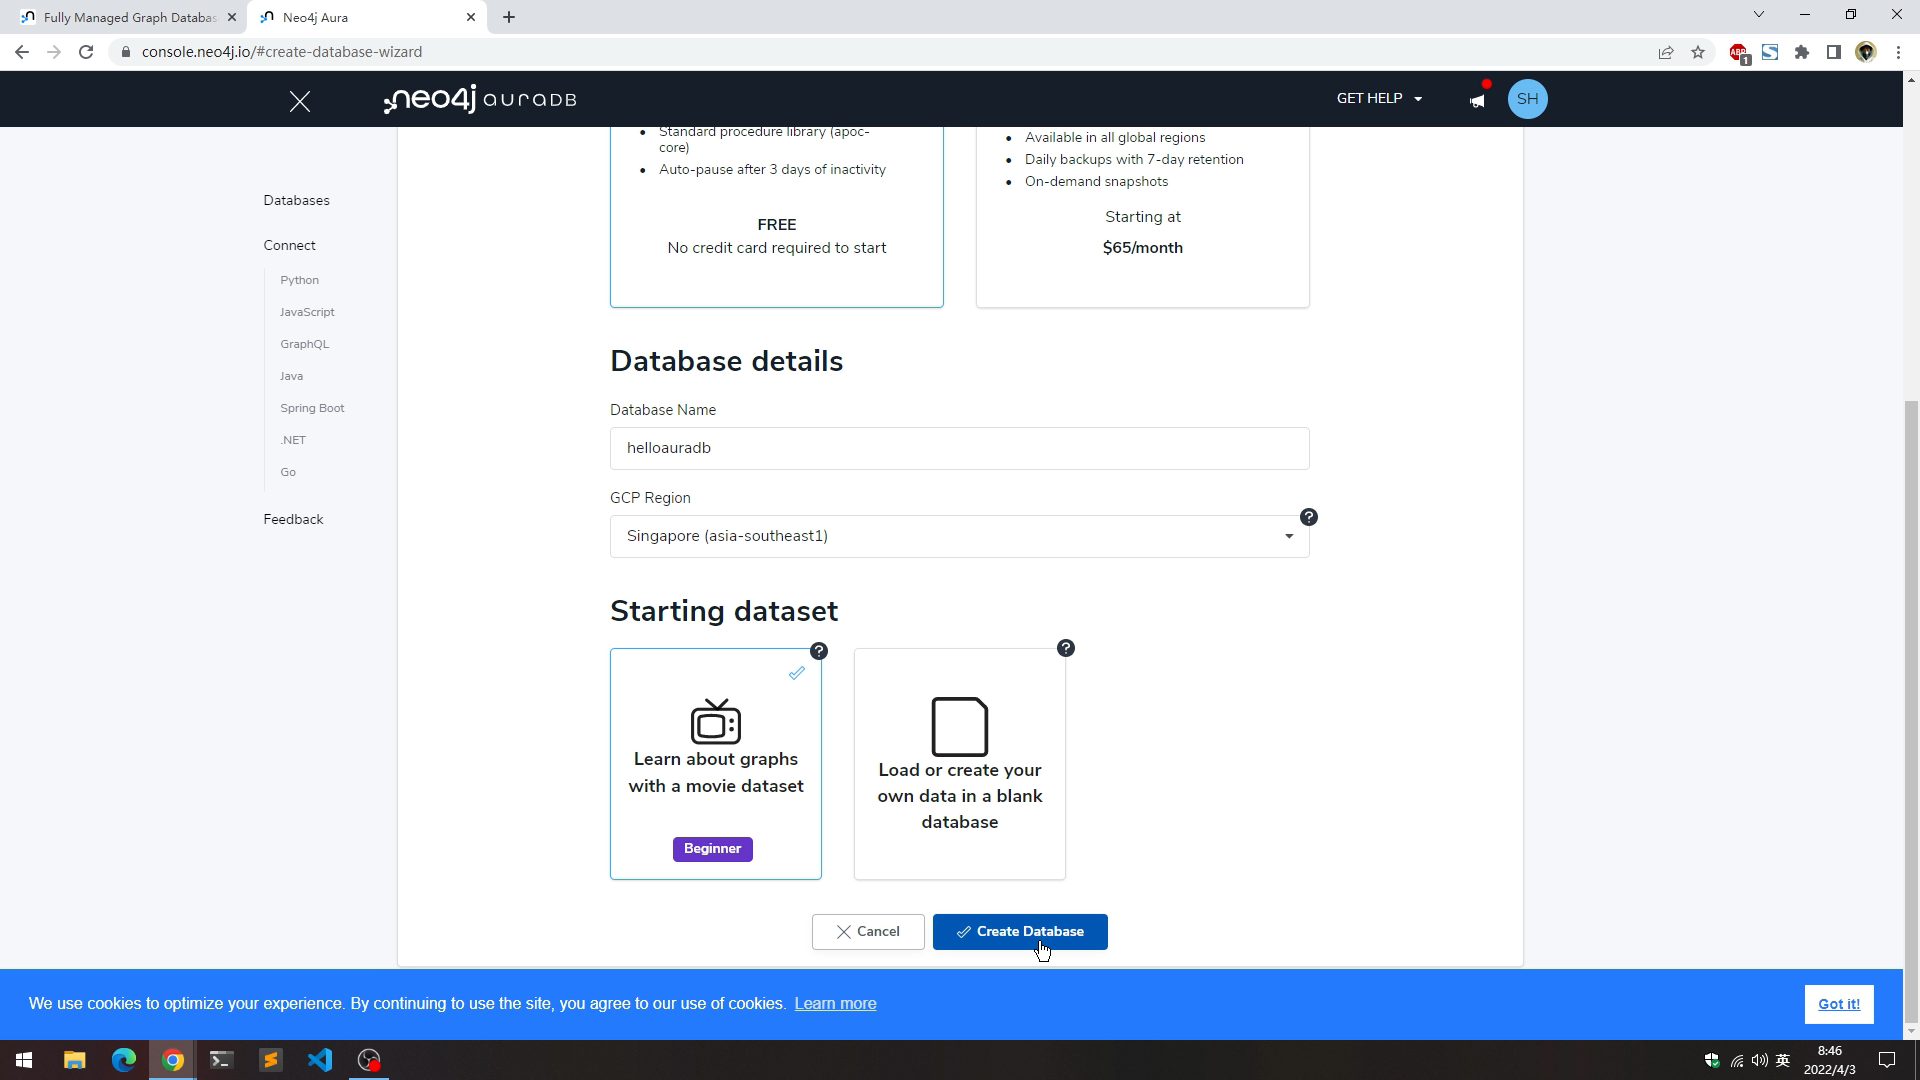 Fully Managed Graph Databas
Neo4j Aura
console.neo4j.io/#create-database-wizard
ABP
1
neo4j auraDB
GET HELP
SH
Databases
Connect
Python
JavaScript
GraphQL
Java
Spring Boot
.NET
Go
Feedback
• Standard procedure library (apoc-
core)
• Auto-pause after 3 days of inactivity
FREE
No credit card required to start
• Available in all global regions
• Daily backups with 7-day retention
• On-demand snapshots
Starting at
$65/month
Database details
Database Name
helloauradb
GCP Region
?
Singapore (asia-southeast1)
Starting dataset
?
Learn about graphs
with a movie dataset
Beginner
?
Load or create your
own data in a blank
database
Cancel
Create Database
We use cookies to optimize your experience. By continuing to use the site, you agree to our use of cookies. Learn more
Got it!
英
8:46
2022/4/3